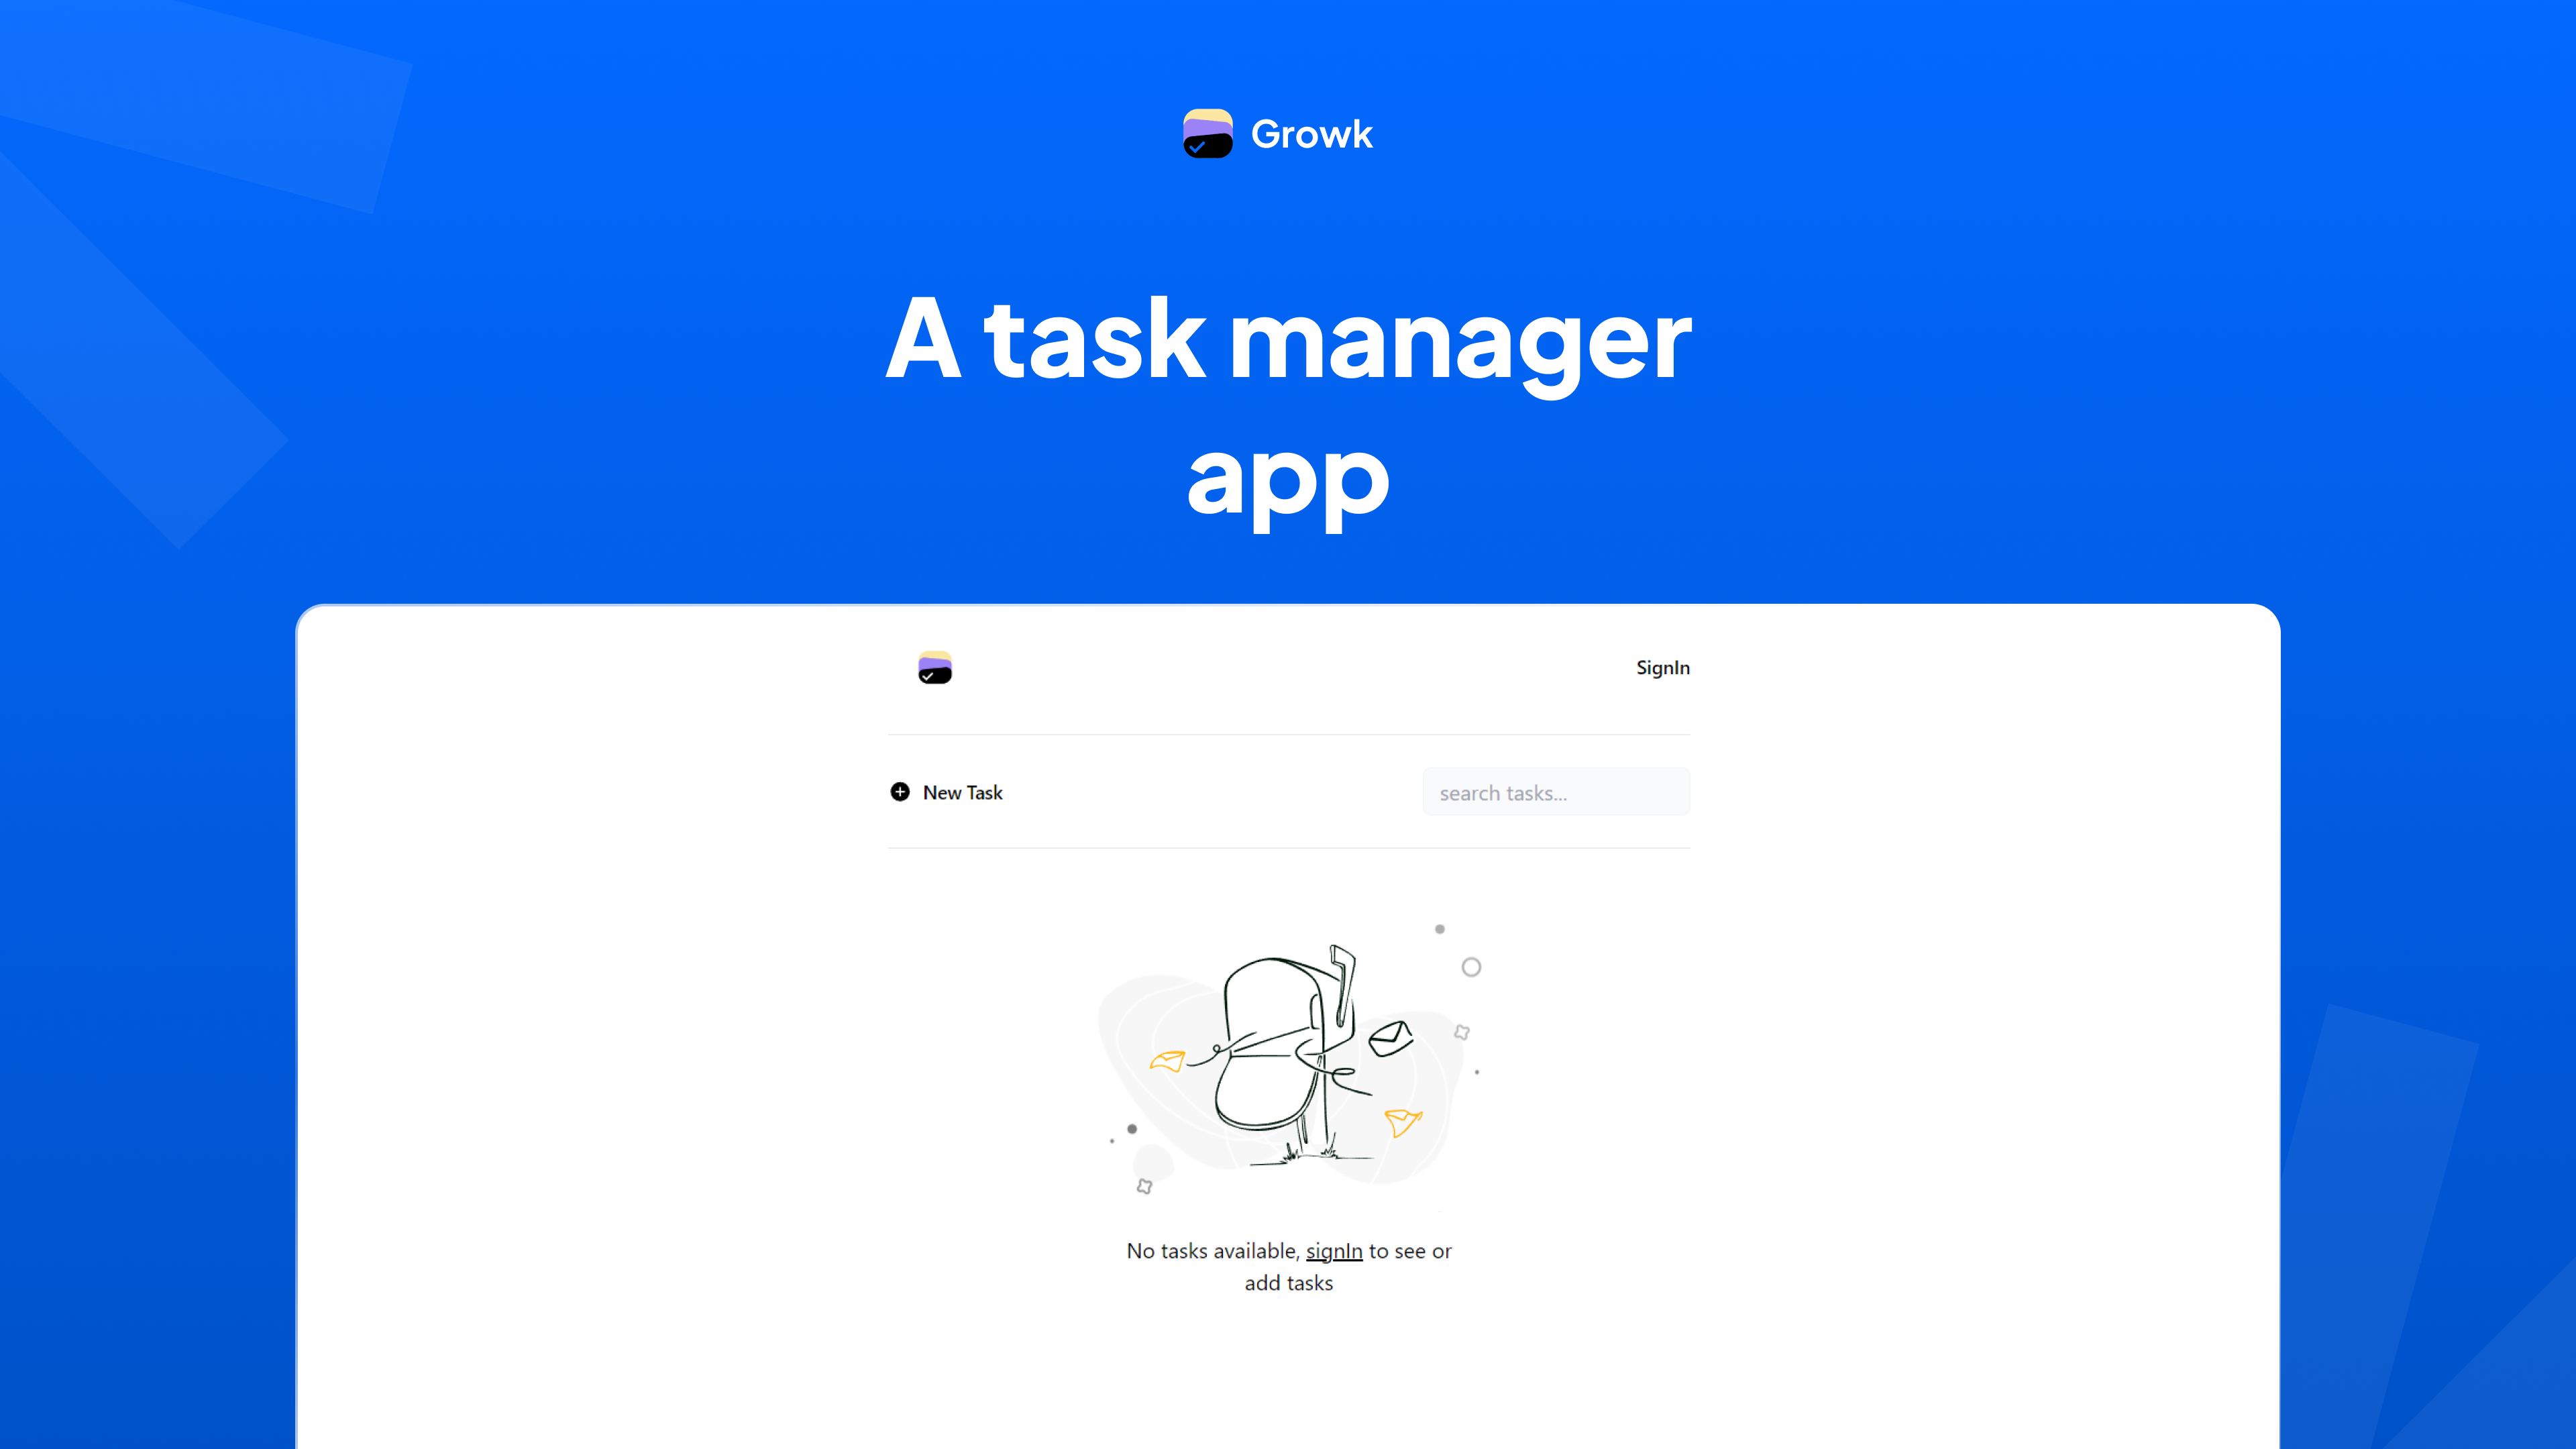 Growk
A task manager
app
SignIn
New Task
search tasks...
No tasks available, signIn to see or
add tasks